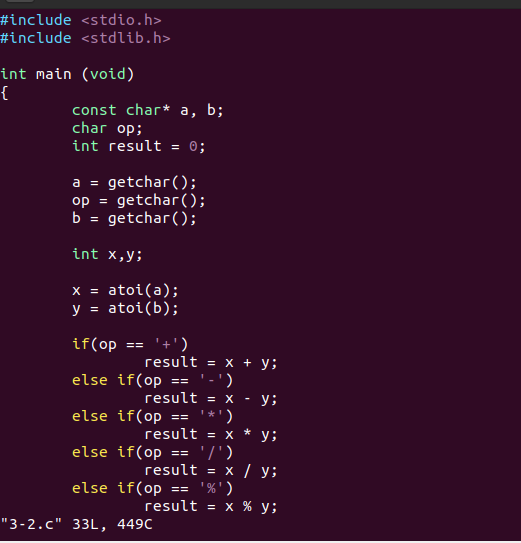 #include <stdio.h>
#include <stdlib.h>

int main (void)
{
        const char* a, b;
        char op;
        int result = 0;

        a = getchar();
        op = getchar();
        b = getchar();

        int x,y;

        x = atoi(a);
        y = atoi(b);

        if(op == '+')
                result = x + y;
        else if(op == '-')
                result = x - y;
        else if(op == '*')
                result = x * y;
        else if(op == '/')
                result = x / y;
        else if(op == '%')
                result = x % y;
"3-2.c" 33L, 449C